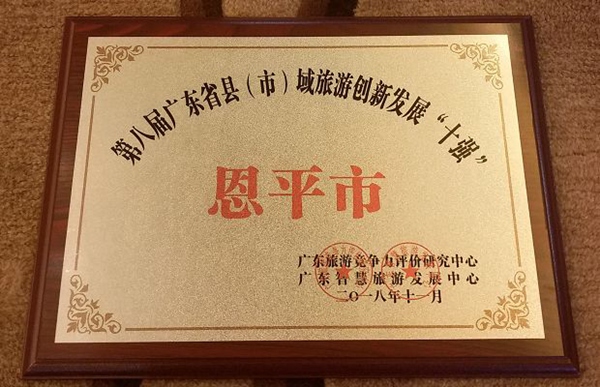 第八届广东省县（市）域旅游创新发展“十强”
恩平市
广东旅游竞争力评价研究中心
广东智慧旅游发展中心
二〇一八年十一月